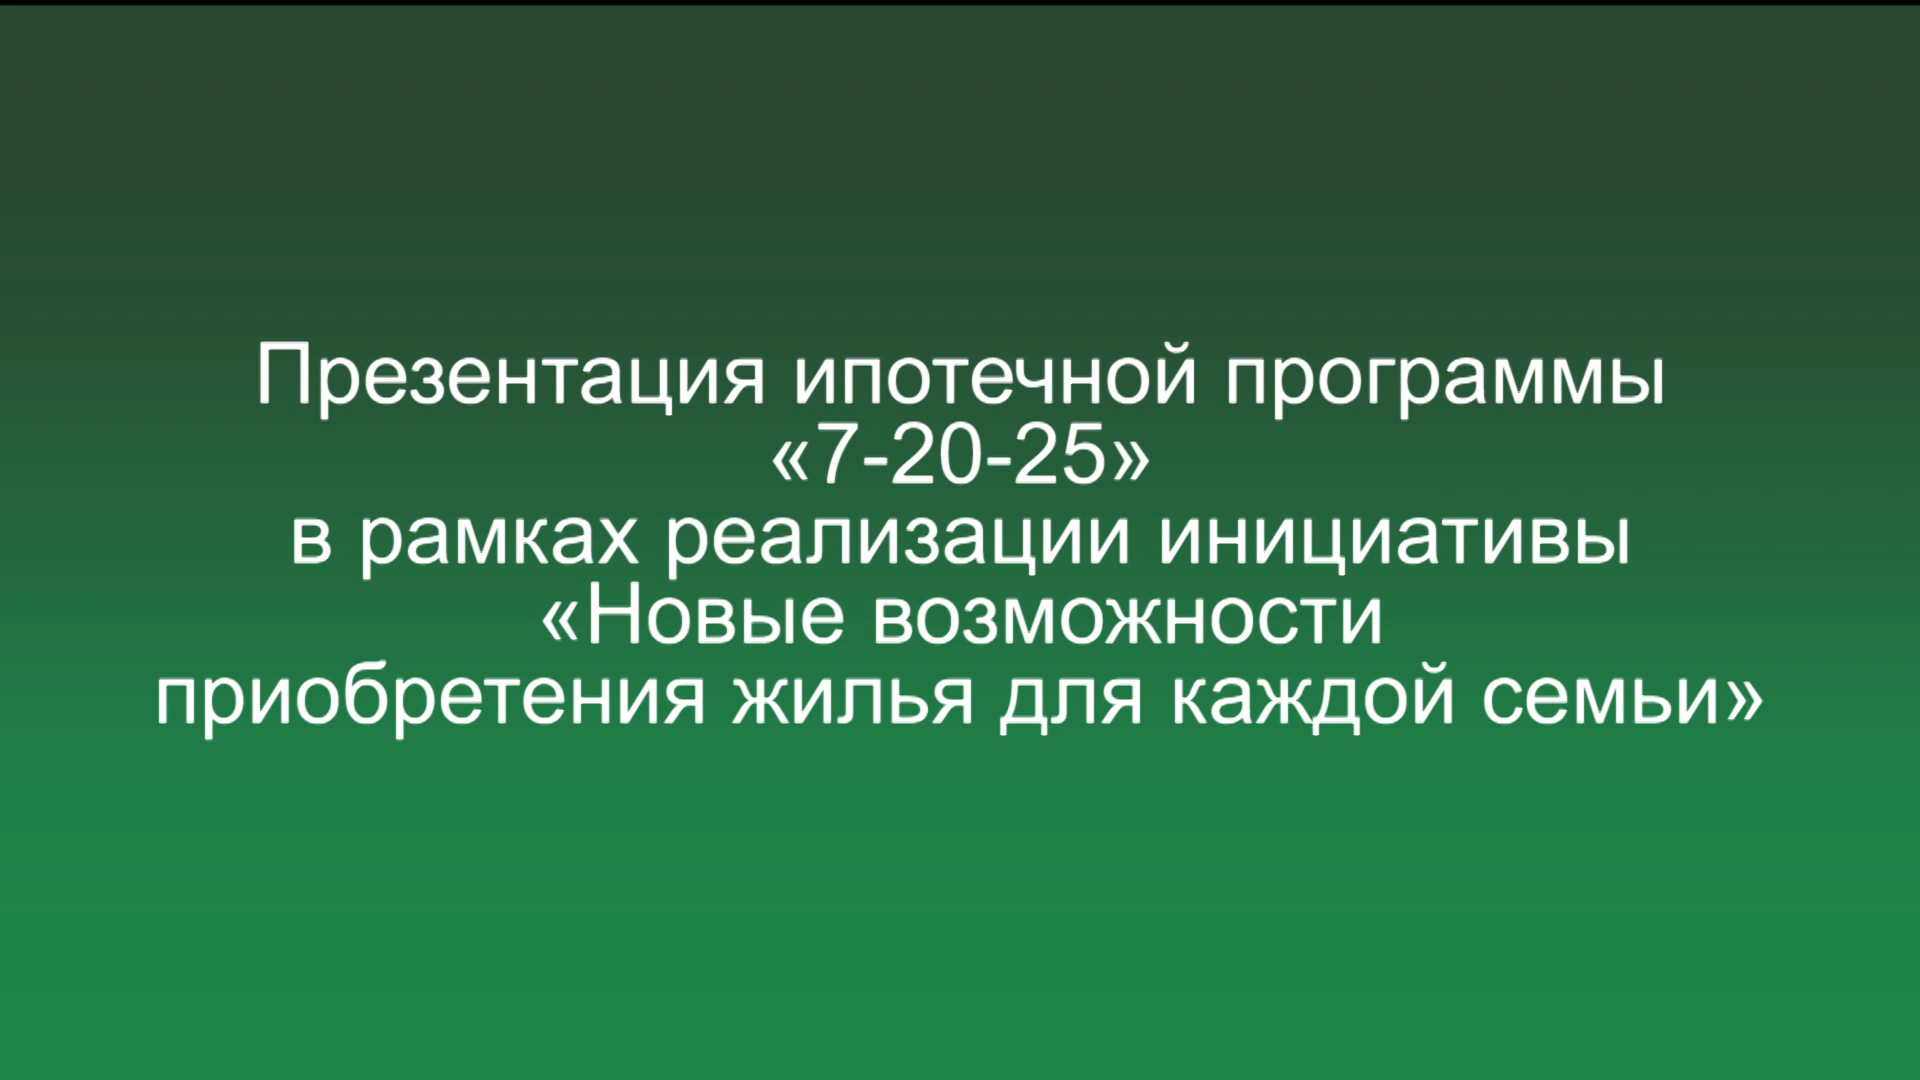 Презентация ипотечной программы
«7-20-25»
в рамках реализации инициативы
«Новые возможности
приобретения жилья для каждой семьи»